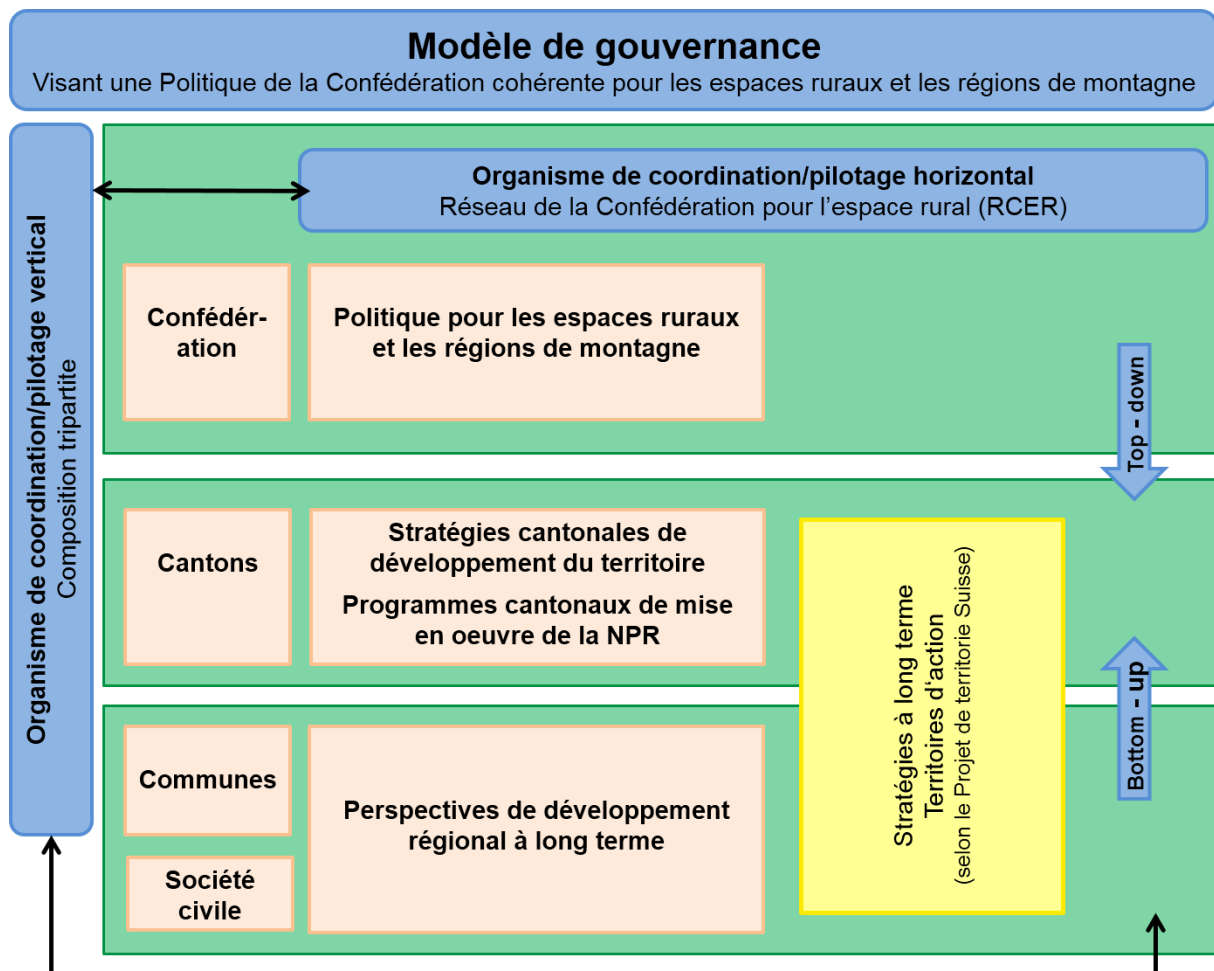 Modèle de gouvernance
Visant une Politique de la Confédération cohérente pour les espaces ruraux et les régions de montagne
Organisme de coordination/pilotage vertical
Composition tripartite
Organisme de coordination/pilotage horizontal
Réseau de la Confédération pour l'espace rural (RCER)
Confédér-
ation
Politique pour les espaces ruraux
et les régions de montagne
Top - down
Cantons
Stratégies cantonales de
développement du territoire
Programmes cantonaux de mise
en oeuvre de la NPR
Stratégies à long terme
Territoires d'action
(selon le Projet de territorie Suisse)
Bottom - up
Communes
Société
civile
Perspectives de développement
régional à long terme